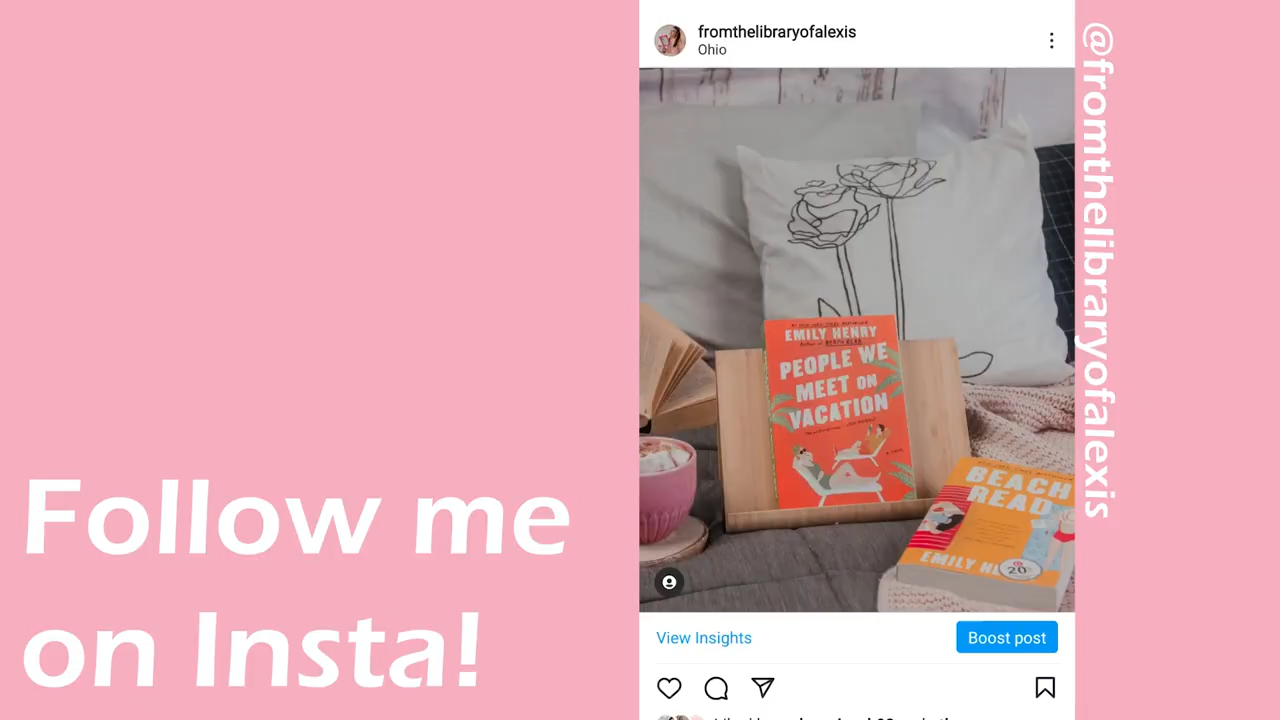 fromthelibraryofalexis
Ohio
EMILY HENRY
PEOPLE WE
MEET ON
VACATION
BEACH
READ
EMILY
20
View Insights
Boost post
Follow me
on Insta!
@fromthelibraryofalexis